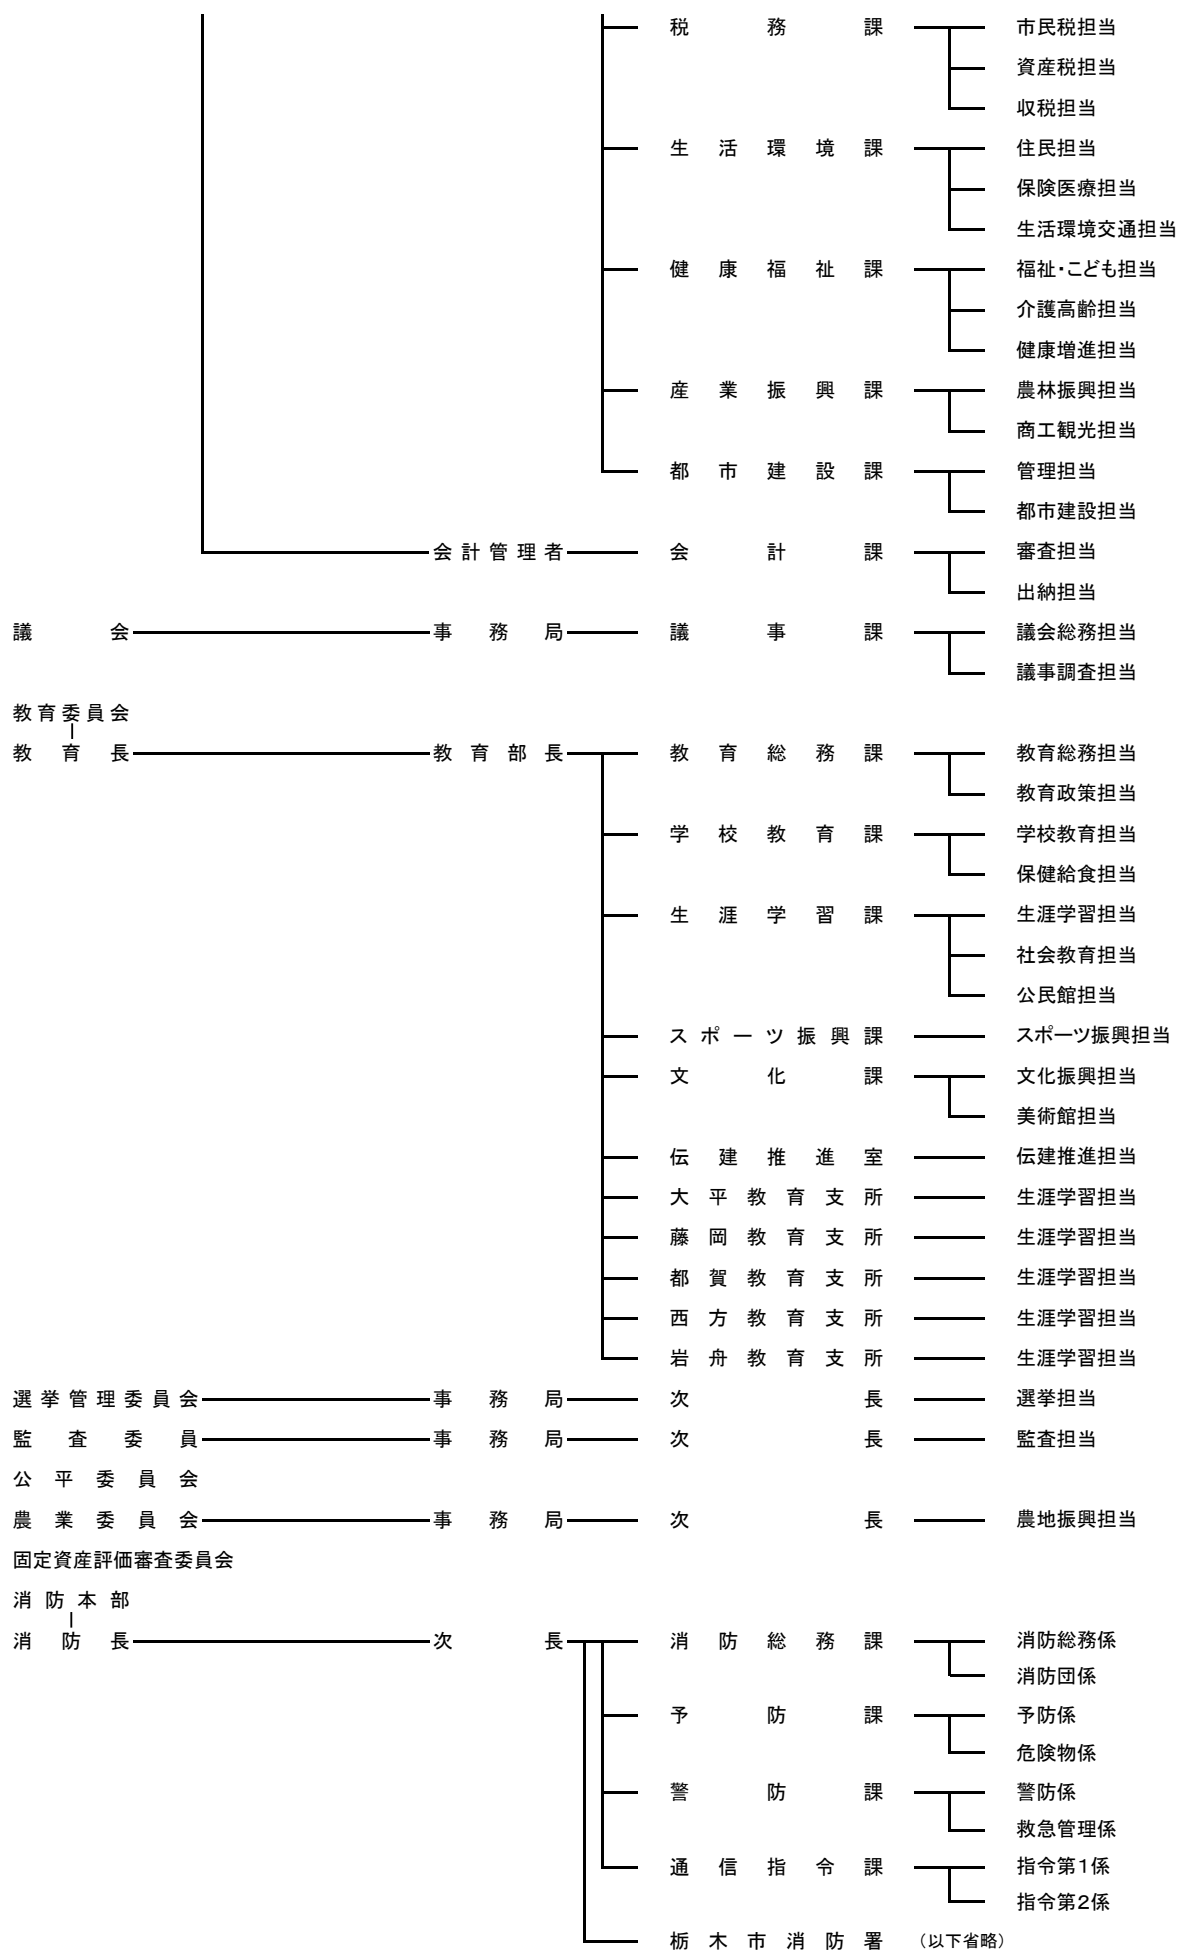 税務課 市民税担当
資産税担当
収税担当
生活環境課 住民担当
保険医療担当
生活環境交通担当
健康福祉課 福祉・こども担当
介護高齢担当
健康増進担当
産業振興課 農林振興担当
商工観光担当
都市建設課 管理担当
都市建設担当
会計管理者 会計課 審査担当
出納担当
議会 事務局 議事課 議会総務担当
議事調査担当
教育委員会
教育長 教育部長 教育総務課 教育総務担当
教育政策担当
学校教育課 学校教育担当
保健給食担当
生涯学習課 生涯学習担当
社会教育担当
公民館担当
スポーツ振興課 スポーツ振興担当
文化課 文化振興担当
美術館担当
伝建推進室 伝建推進担当
大平教育支所 生涯学習担当
藤岡教育支所 生涯学習担当
都賀教育支所 生涯学習担当
西方教育支所 生涯学習担当
岩舟教育支所 生涯学習担当
選挙管理委員会 事務局 次長 選挙担当
監査委員 事務局 次長 監査担当
公平委員会
農業委員会 事務局 次長 農地振興担当
固定資産評価審査委員会
消防本部
消防長 次長 消防総務課 消防総務係
消防団係
予防課 予防係
危険物係
警防課 警防係
救急管理係
通信指令課 指令第1係
指令第2係
栃木市消防署 (以下省略)